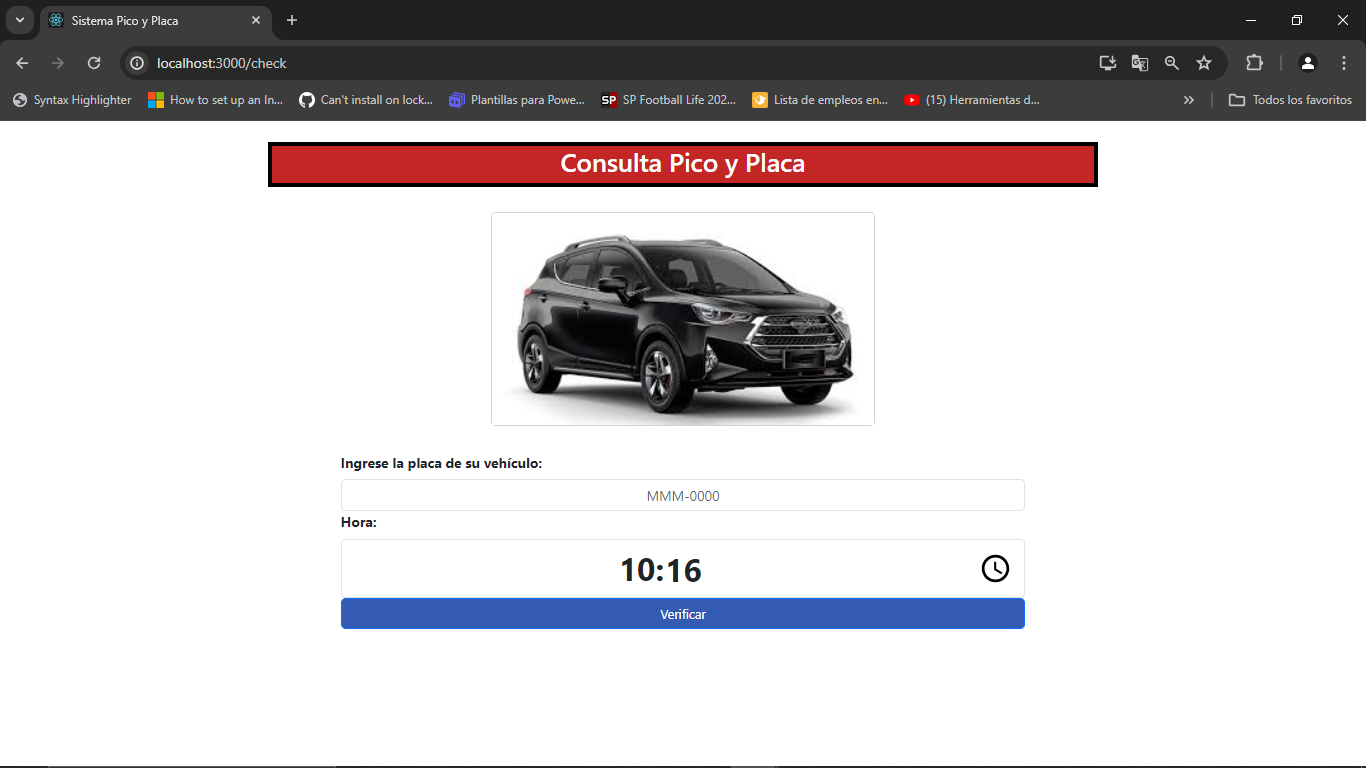 Sistema Pico y Placa
localhost:3000/check
Syntax Highlighter
How to set up an In...
Can't install on lock...
Plantillas para Powe...
SP
SP Football Life 202...
Lista de empleos en...
(15) Herramientas d...
Todos los favoritos
Consulta Pico y Placa
Ingrese la placa de su vehículo:
MMM-0000
Hora:
10:16
Verificar